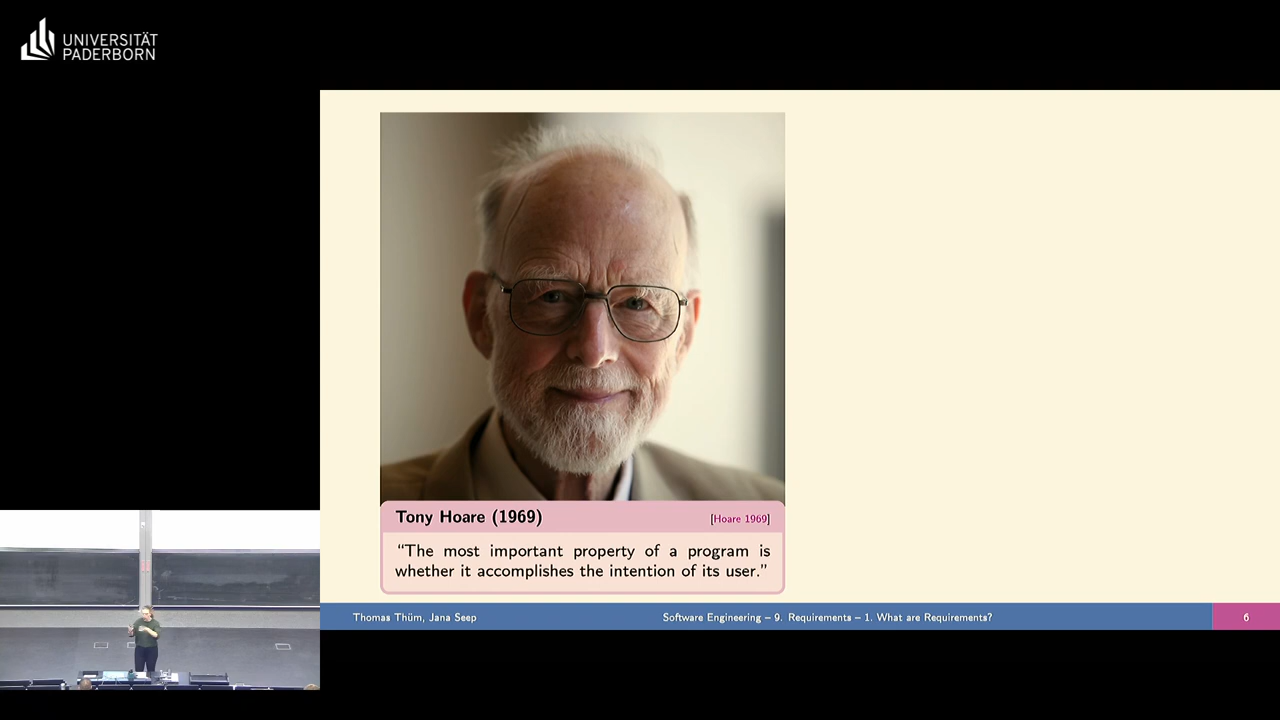 UNIVERSITÄT
PADERBORN
Tony Hoare (1969)
[Hoare 1969]
“The most important property of a program is
whether it accomplishes the intention of its user.”
Thomas Thüm, Jana Seep
Software Engineering – 9. Requirements – 1. What are Requirements?
6